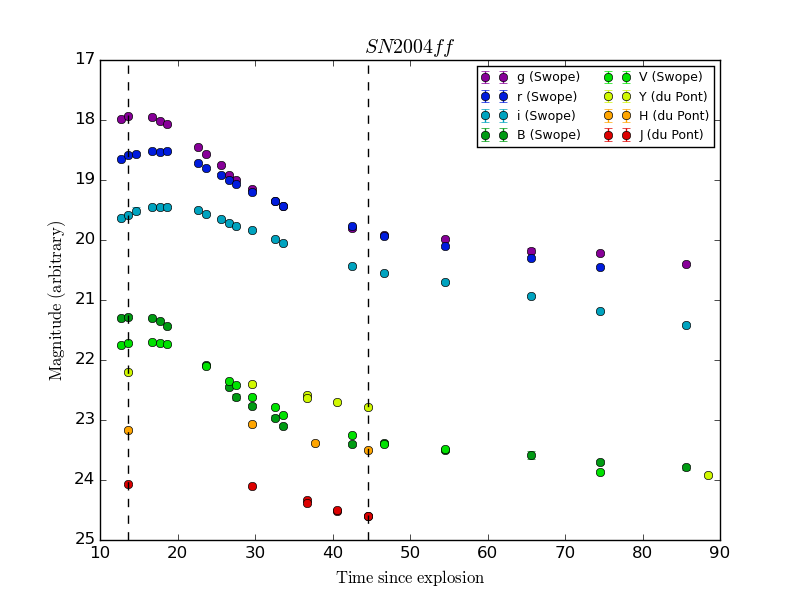 SN2004ff
g (Swope)
r (Swope)
i (Swope)
B (Swope)
V (Swope)
Y (du Pont)
H (du Pont)
J (du Pont)
17
18
19
20
21
22
23
24
25
Magnitude (arbitrary)
10 20 30 40 50 60 70 80 90
Time since explosion